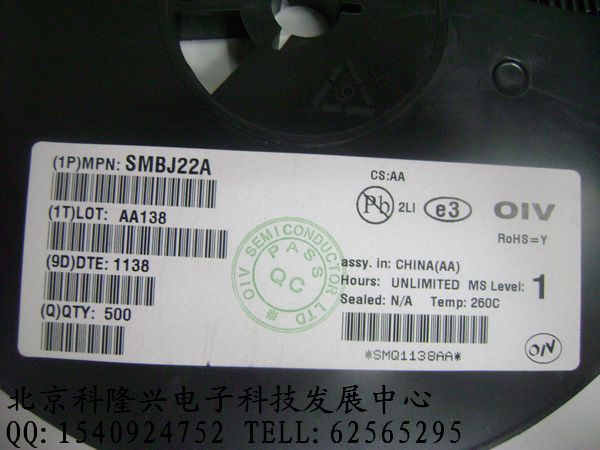 (1P)MPN: SMBJ22A
(1T)LOT: AA138
(9D)DTE: 1138
(Q)QTY: 500
CS:AA
Pb 2LI e3 OIV
RoHS=Y
OIV SEMICONDUCTOR LTD
PASS
QC
assy. in: CHINA(AA)
Hours: UNLIMITED MS Level: 1
Sealed: N/A Temp: 260C
*SMQ1138AA*
OIV
北京科隆兴电子科技发展中心
QQ: 1540924752 TELL: 62565295